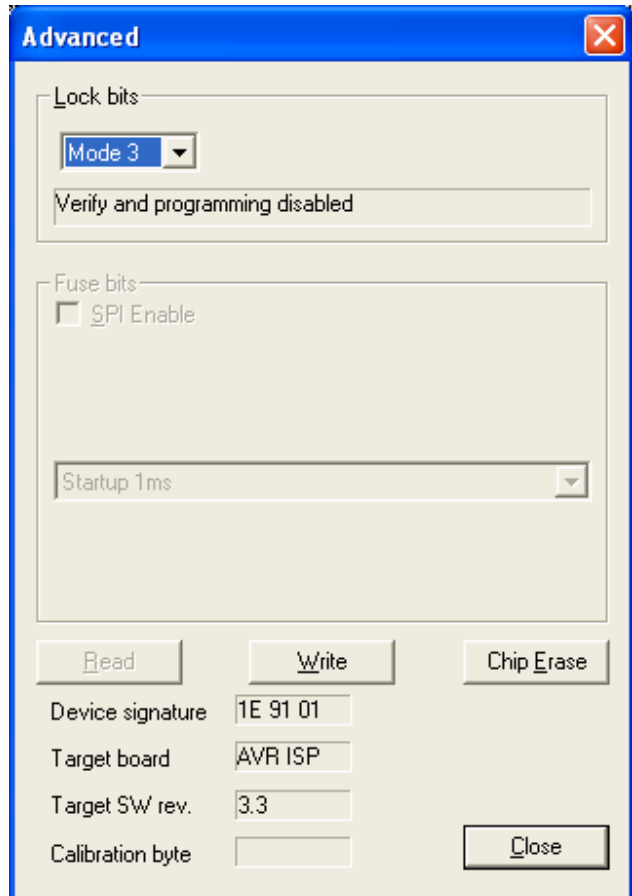 Advanced
Lock bits
Mode 3
Verify and programming disabled
Fuse bits
SPI Enable
Startup 1ms
Read Write Chip Erase
Device signature 1E 91 01
Target board AVR ISP
Target SW rev. 3.3
Calibration byte
Close